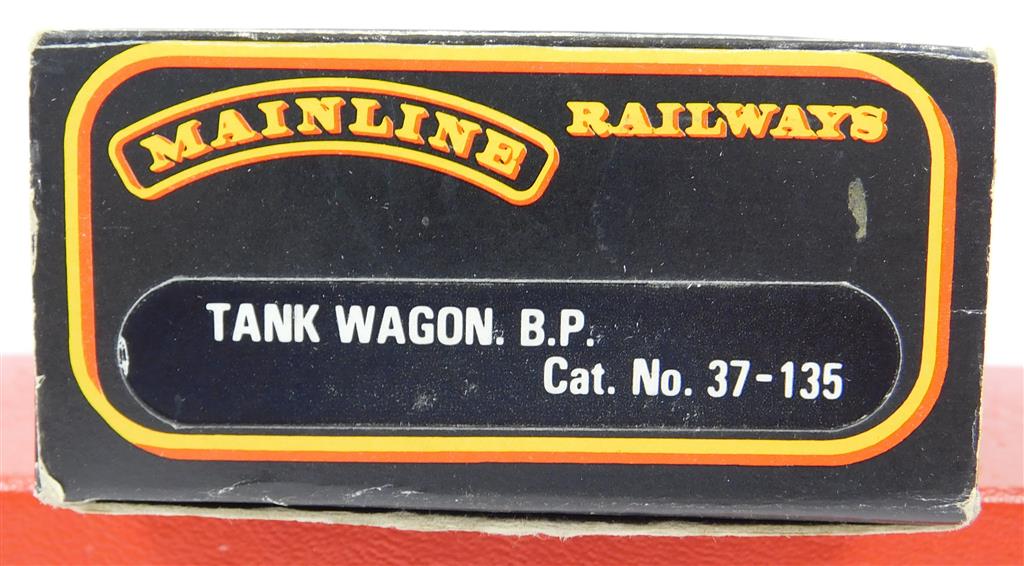 MAINLINE RAILWAYS
TANK WAGON. B.P.
Cat. No. 37-135